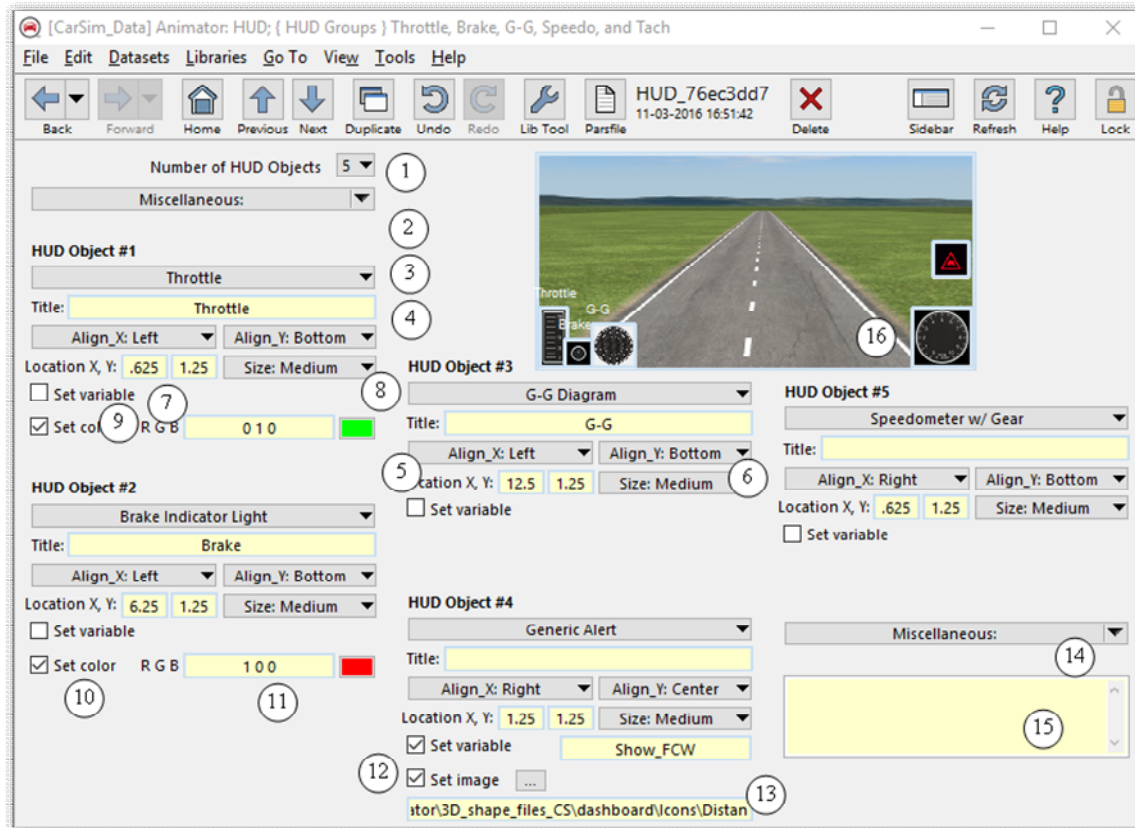 [CarSim_Data] Animator: HUD; { HUD Groups } Throttle, Brake, G-G, Speedo, and Tach
File Edit Datasets Libraries Go To View Tools Help
HUD_76ec3dd7
11-03-2016 16:51:42
Back Forward Home Previous Next Duplicate Undo Redo Lib Tool Parsfile Delete Sidebar Refresh Help Lock
Number of HUD Objects 5
1
Miscellaneous:
2
HUD Object #1
Throttle
3
Title: Throttle
4
Align_X: Left Align_Y: Bottom
Location X, Y: .625 1.25 Size: Medium
Set variable
7
8
9
Set color R G B 0 1 0
HUD Object #2
Brake Indicator Light
Title: Brake
Align_X: Left Align_Y: Bottom
Location X, Y: 6.25 1.25 Size: Medium
Set variable
Set color R G B 1 0 0
10
11
Throttle
G-G
Brake
16
HUD Object #3
G-G Diagram
Title: G-G
Align_X: Left Align_Y: Bottom
5
6
Location X, Y: 12.5 1.25 Size: Medium
Set variable
HUD Object #4
Generic Alert
Title:
Align_X: Right Align_Y: Center
Location X, Y: 1.25 1.25 Size: Medium
Set variable Show_FCW
12
Set image ...
13
ator\3D_shape_files_CS\dashboard\Icons\Distan
HUD Object #5
Speedometer w/ Gear
Title:
Align_X: Right Align_Y: Bottom
Location X, Y: .625 1.25 Size: Medium
Set variable
Miscellaneous:
14
15